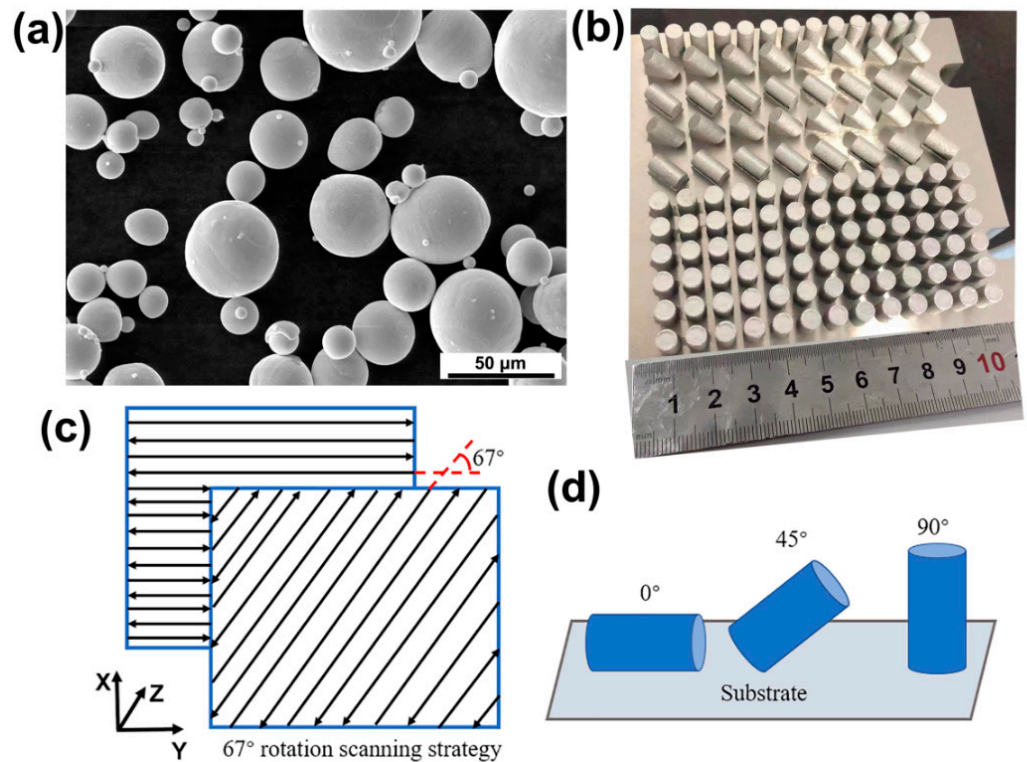 (a)
50 µm
(b)
mm
1 2 3 4 5 6 7 8 9 10
(c)
67°
X
Z
Y
67° rotation scanning strategy
(d)
0°
45°
90°
Substrate